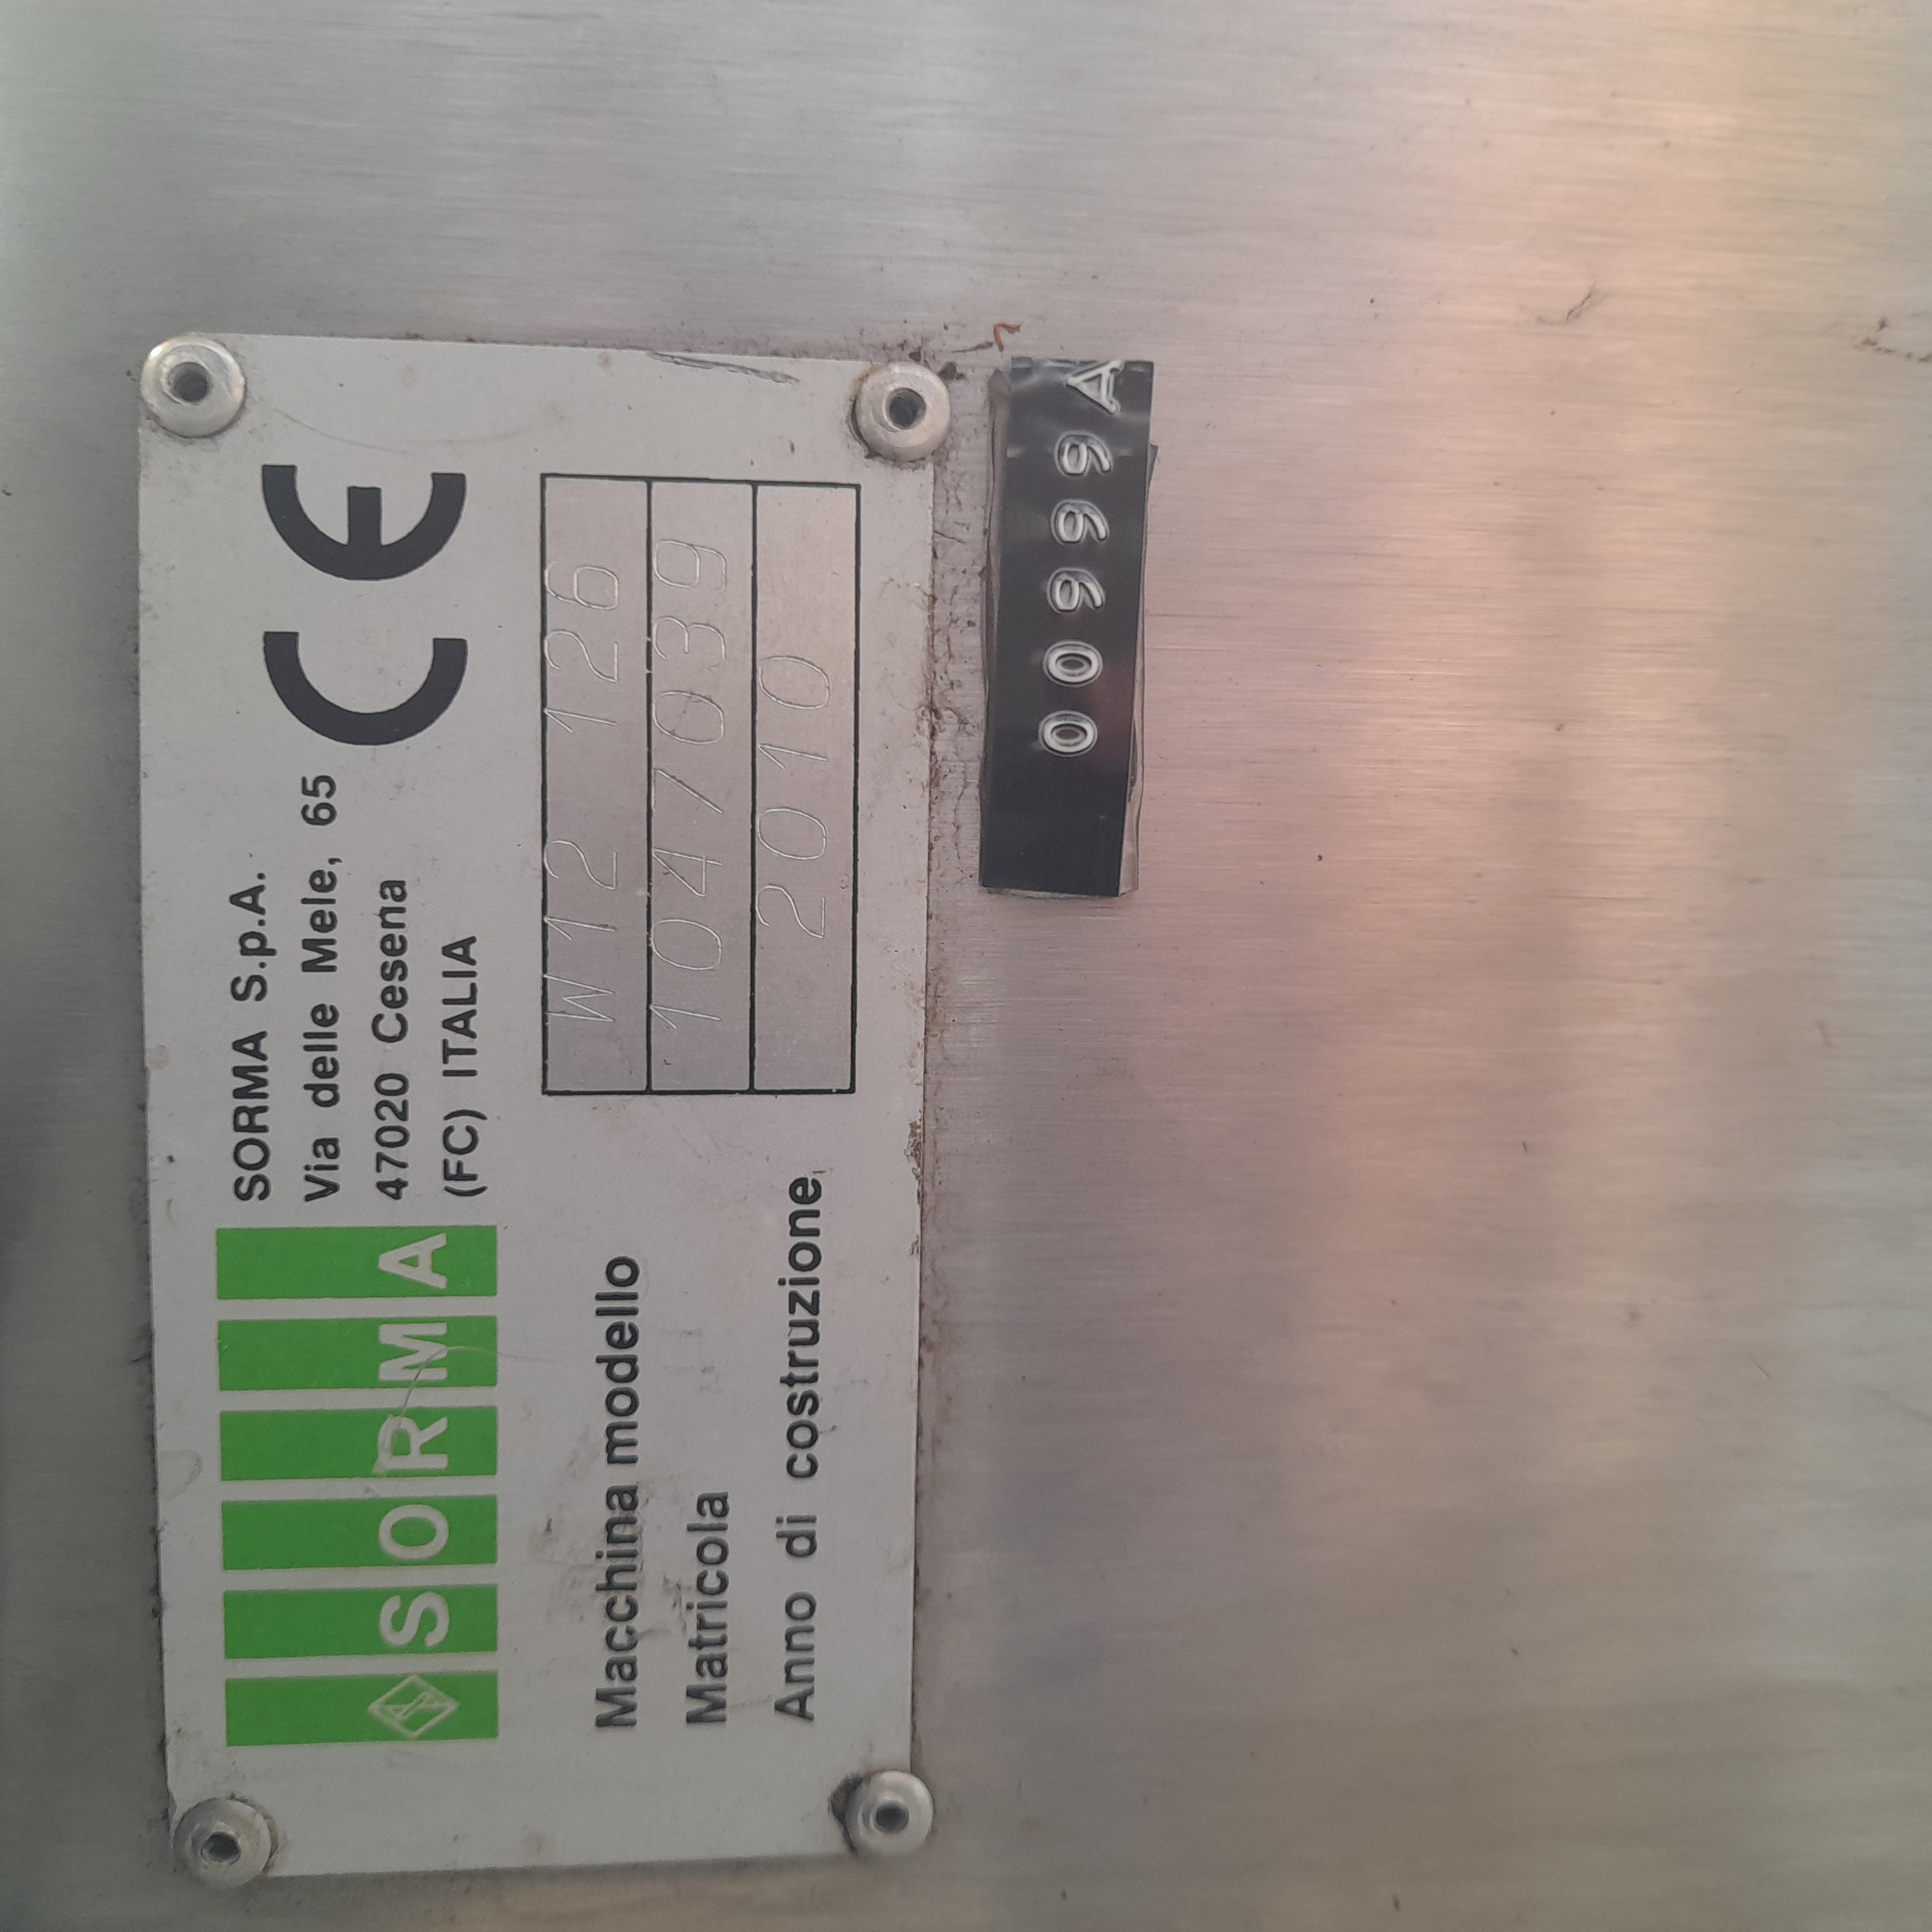 SORMA
SORMA S.p.A.
Via delle Mele, 65
47020 Cesena
(FC) ITALIA
CE
Macchina modello W12 126
Matricola 1047039
Anno di costruzione 2010
00999A